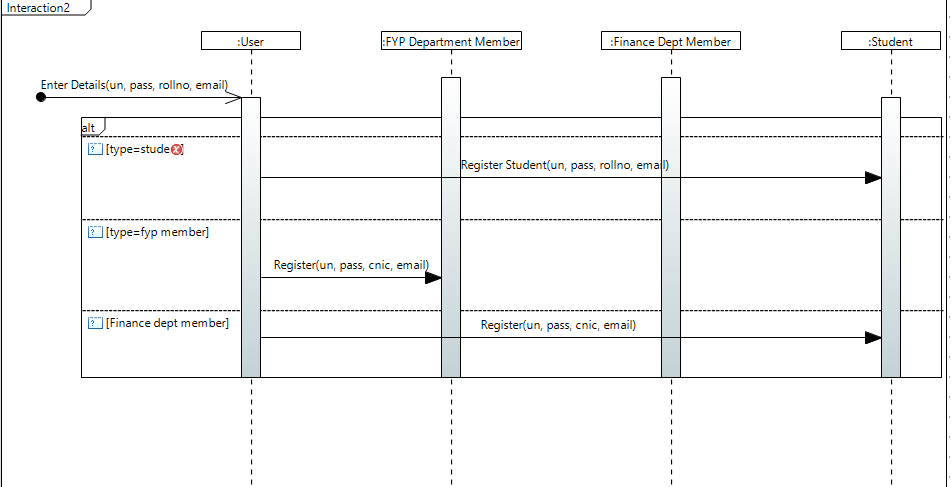 Interaction2
:User
:FYP Department Member
:Finance Dept Member
:Student
Enter Details(un, pass, rollno, email)
alt
[type=stude
Register Student(un, pass, rollno, email)
[type=fyp member]
Register(un, pass, cnic, email)
[Finance dept member]
Register(un, pass, cnic, email)